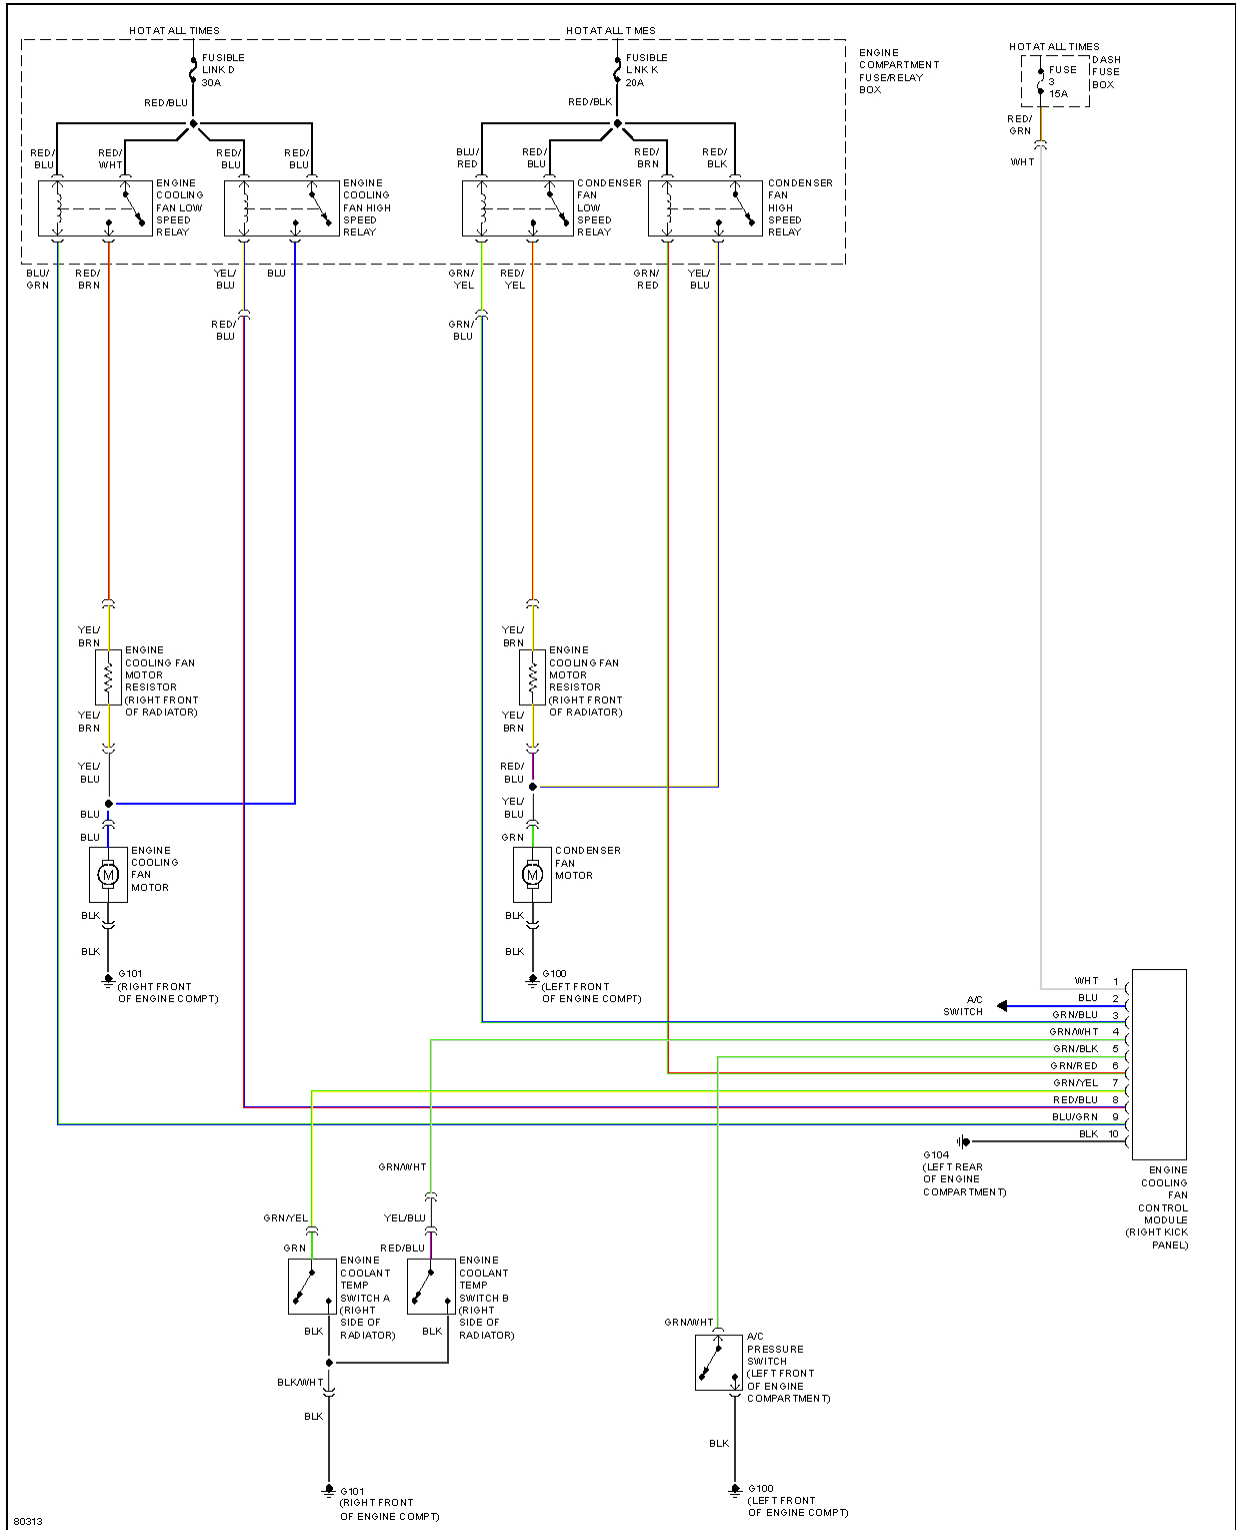 HOT AT ALL TIMES
FUSIBLE
LINK D
30A
RED/BLU
HOT AT ALL TIMES
FUSIBLE
LINK K
20A
RED/BLK
ENGINE
COMPARTMENT
FUSE/RELAY
BOX
HOT AT ALL TIMES
FUSE
3
15A
DASH
FUSE
BOX
RED/
GRN
WHT
RED/
BLU
RED/
WHT
RED/
BLU
RED/
BLU
BLU/
RED
RED/
BLU
RED/
BRN
RED/
BLK
ENGINE
COOLING
FAN LOW
SPEED
RELAY
ENGINE
COOLING
FAN HIGH
SPEED
RELAY
CONDENSER
FAN
LOW
SPEED
RELAY
CONDENSER
FAN
HIGH
SPEED
RELAY
BLU/
GRN
RED/
BRN
YEL/
BLU
BLU
GRN/
YEL
RED/
YEL
GRN/
RED
YEL/
BLU
RED/
BLU
GRN/
BLU
YEL/
BRN
ENGINE
COOLING FAN
MOTOR
RESISTOR
(RIGHT FRONT
OF RADIATOR)
YEL/
BRN
YEL/
BLU
BLU
BLU
ENGINE
COOLING
FAN
MOTOR
M
BLK
BLK
G101
(RIGHT FRONT
OF ENGINE COMPT)
YEL/
BRN
ENGINE
COOLING FAN
MOTOR
RESISTOR
(RIGHT FRONT
OF RADIATOR)
YEL/
BRN
RED/
BLU
YEL/
BLU
GRN
CONDENSER
FAN
MOTOR
M
BLK
BLK
G100
(LEFT FRONT
OF ENGINE COMPT)
A/C
SWITCH
WHT 1
BLU 2
GRN/BLU 3
GRN/WHT 4
GRN/BLK 5
GRN/RED 6
GRN/YEL 7
RED/BLU 8
BLU/GRN 9
BLK 10
G104
(LEFT REAR
OF ENGINE
COMPARTMENT)
ENGINE
COOLING
FAN
CONTROL
MODULE
(RIGHT KICK
PANEL)
GRN/WHT
GRN/YEL
YEL/BLU
GRN
RED/BLU
ENGINE
COOLANT
TEMP
SWITCH A
(RIGHT
SIDE OF
RADIATOR)
ENGINE
COOLANT
TEMP
SWITCH B
(RIGHT
SIDE OF
RADIATOR)
BLK
BLK
BLK/WHT
BLK
G101
(RIGHT FRONT
OF ENGINE COMPT)
GRN/WHT
A/C
PRESSURE
SWITCH
(LEFT FRONT
OF ENGINE
COMPARTMENT)
BLK
G100
(LEFT FRONT
OF ENGINE COMPT)
80313